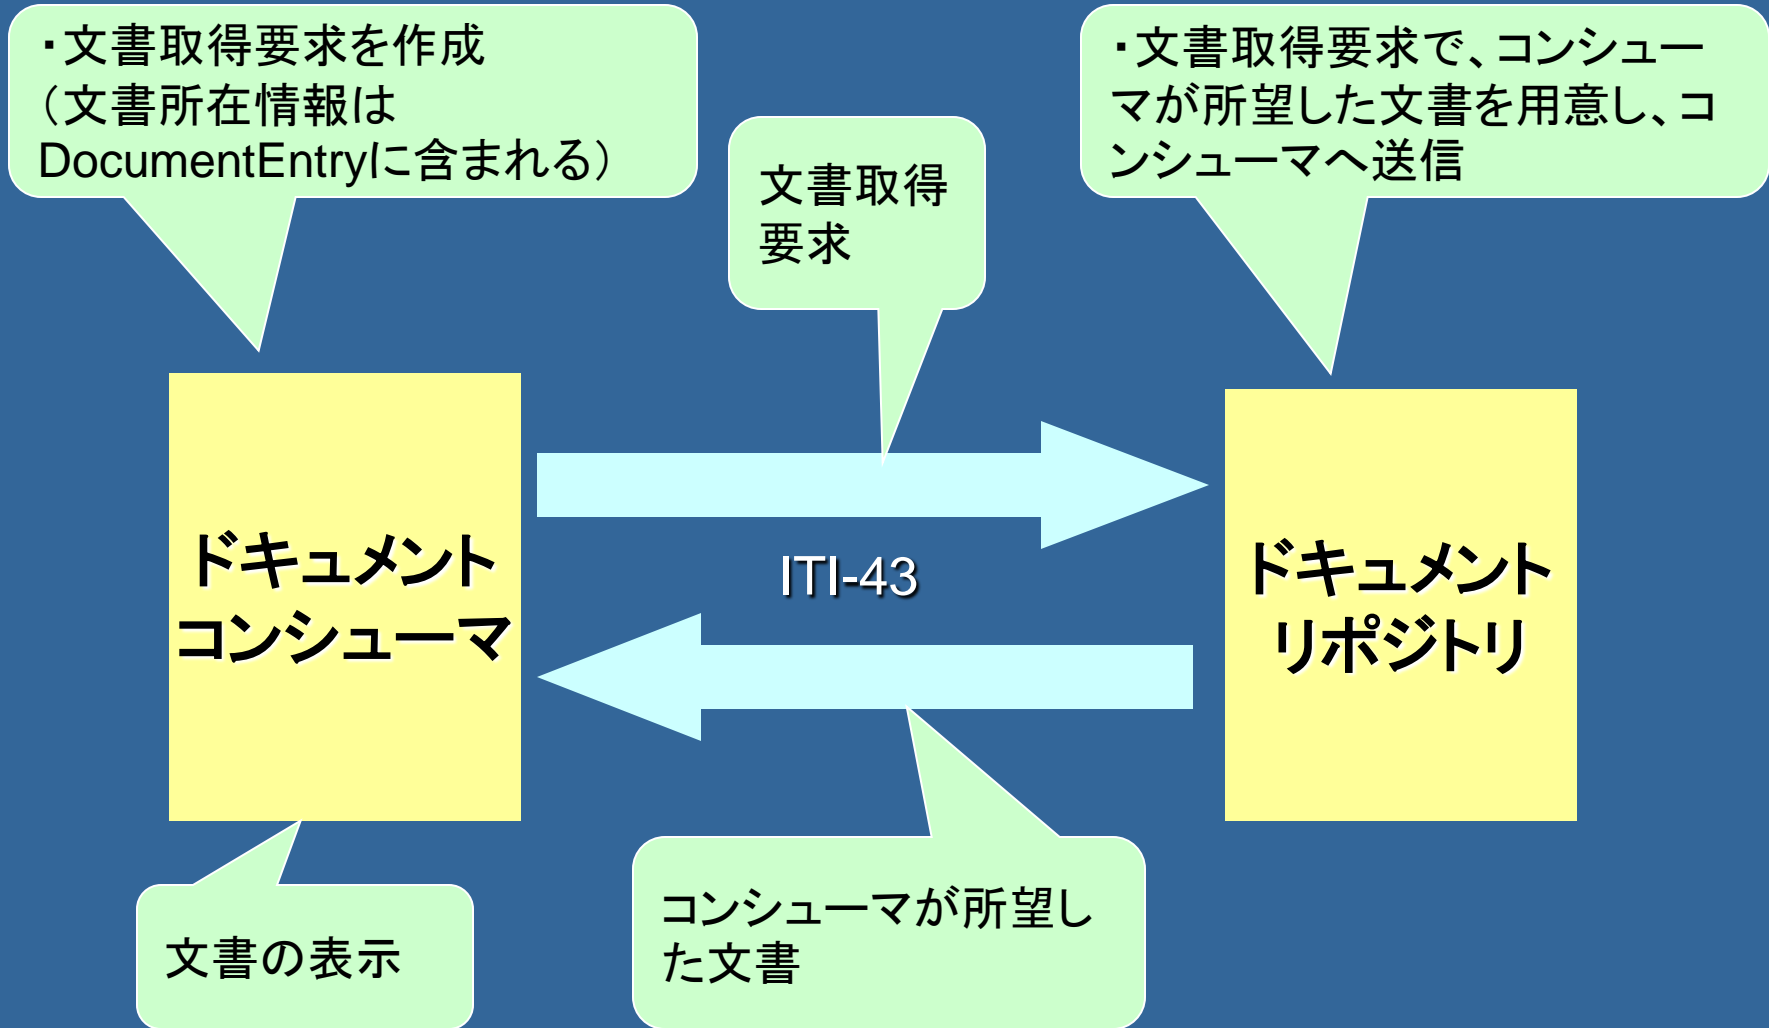 ・文書取得要求を作成
（文書所在情報は
DocumentEntryに含まれる）
・文書取得要求で、コンシュー
マが所望した文書を用意し、コ
ンシューマへ送信
文書取得
要求
ドキュメント
コンシューマ
ITI-43
ドキュメント
リポジトリ
文書の表示
コンシューマが所望し
た文書